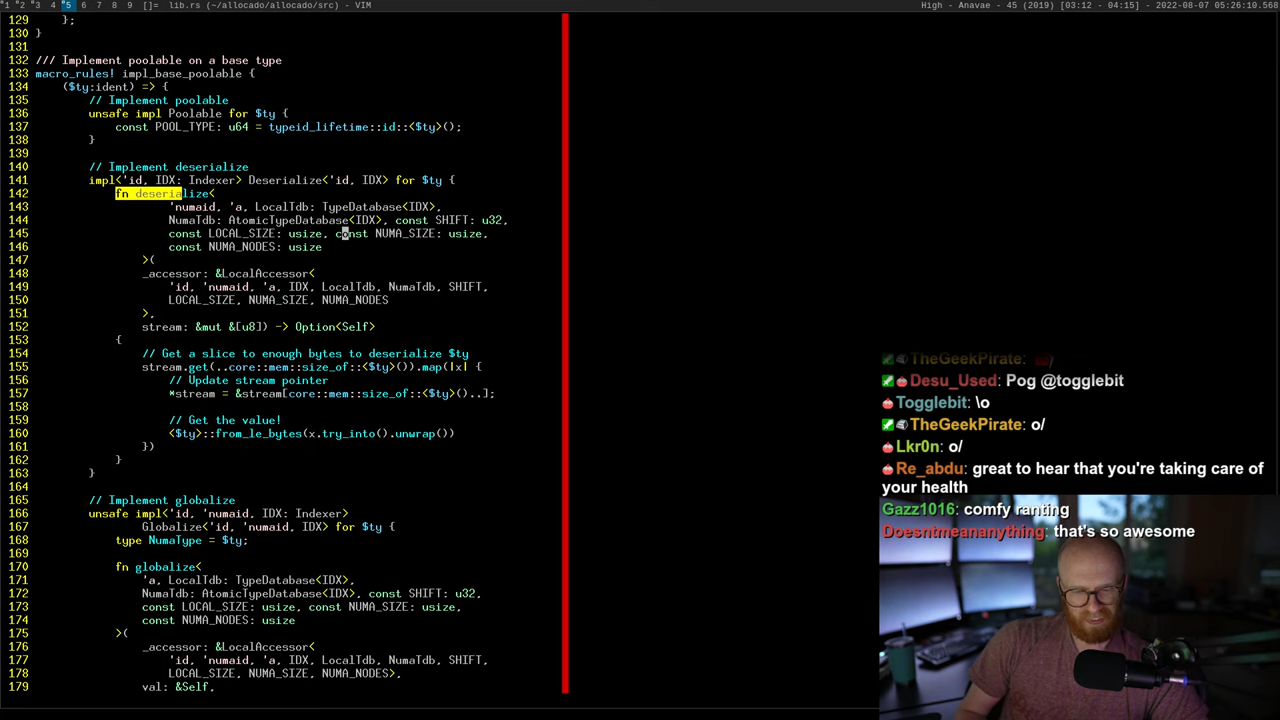 °1 °2 °3 4 °5 6 7 8 9 []= lib.rs (~/allocado/allocado/src) - VIM
High - Anavae - 45 (2019) [03:12 - 04:15] - 2022-08-07 05:26:10.568
129 };
130 }
131
132 /// Implement poolable on a base type
133 macro_rules! impl_base_poolable {
134 ($ty:ident) => {
135 // Implement poolable
136 unsafe impl Poolable for $ty {
137 const POOL_TYPE: u64 = typeid_lifetime::id::<$ty>();
138 }
139
140 // Implement deserialize
141 impl<'id, IDX: Indexer> Deserialize<'id, IDX> for $ty {
142 fn deserialize<
143 'numaid, 'a, LocalTdb: TypeDatabase<IDX>,
144 NumaTdb: AtomicTypeDatabase<IDX>, const SHIFT: u32,
145 const LOCAL_SIZE: usize, const NUMA_SIZE: usize,
146 const NUMA_NODES: usize
147 >(
148 _accessor: &LocalAccessor<
149 'id, 'numaid, 'a, IDX, LocalTdb, NumaTdb, SHIFT,
150 LOCAL_SIZE, NUMA_SIZE, NUMA_NODES
151 >,
152 stream: &mut &[u8]) -> Option<Self>
153 {
154 // Get a slice to enough bytes to deserialize $ty
155 stream.get(..core::mem::size_of::<$ty>()).map(|x| {
156 // Update stream pointer
157 *stream = &stream[core::mem::size_of::<$ty>()..];
158
159 // Get the value!
160 <$ty>::from_le_bytes(x.try_into().unwrap())
161 })
162 }
163 }
164
165 // Implement globalize
166 unsafe impl<'id, 'numaid, IDX: Indexer>
167 Globalize<'id, 'numaid, IDX> for $ty {
168 type NumaType = $ty;
169
170 fn globalize<
171 'a, LocalTdb: TypeDatabase<IDX>,
172 NumaTdb: AtomicTypeDatabase<IDX>, const SHIFT: u32,
173 const LOCAL_SIZE: usize, const NUMA_SIZE: usize,
174 const NUMA_NODES: usize
175 >(
176 _accessor: &LocalAccessor<
177 'id, 'numaid, 'a, IDX, LocalTdb, NumaTdb, SHIFT,
178 LOCAL_SIZE, NUMA_SIZE, NUMA_NODES>,
179 val: &Self,
TheGeekPirate:
Desu_Used: Pog @togglebit
Togglebit: \o
TheGeekPirate: o/
Lkr0n: o/
Re_abdu: great to hear that you're taking care of
your health
Gazz1016: comfy ranting
Doesntmeananything: that's so awesome